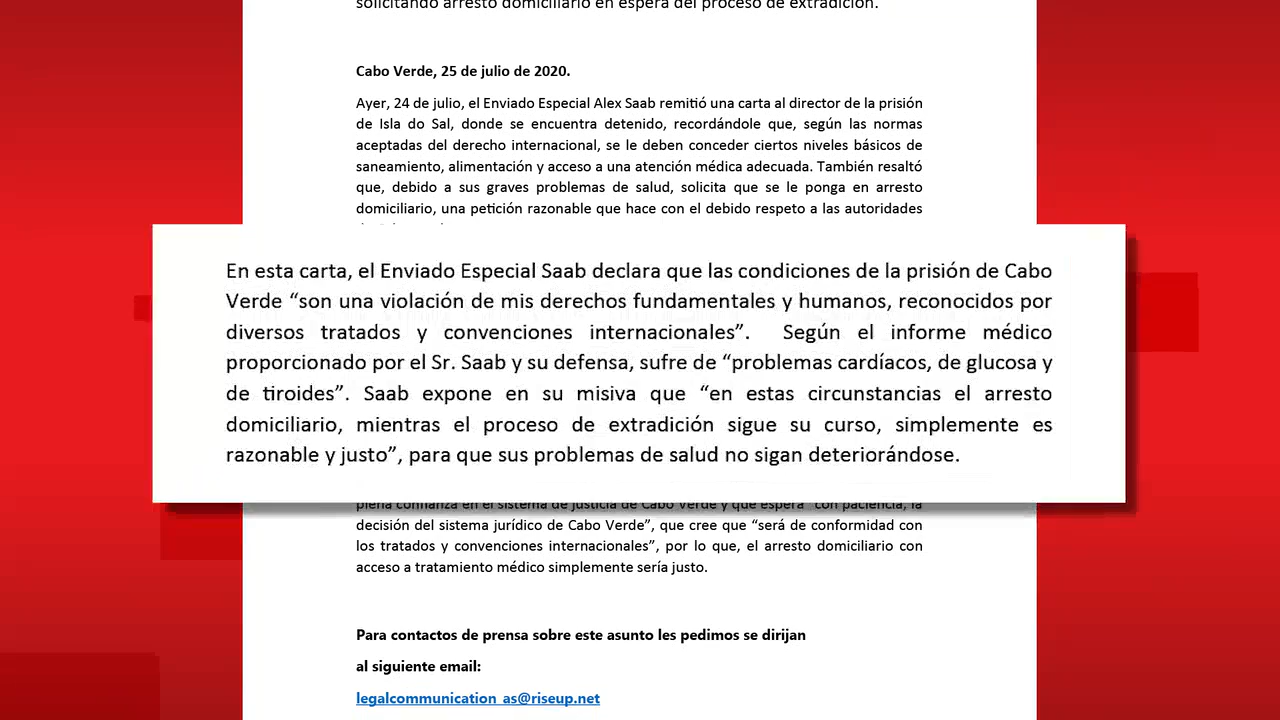 solicitando arresto domiciliario en espera del proceso de extradición.
Cabo Verde, 25 de julio de 2020.
Ayer, 24 de julio, el Enviado Especial Alex Saab remitió una carta al director de la prisión
de Isla do Sal, donde se encuentra detenido, recordándole que, según las normas
aceptadas del derecho internacional, se le deben conceder ciertos niveles básicos de
saneamiento, alimentación y acceso a una atención médica adecuada. También resaltó
que, debido a sus graves problemas de salud, solicita que se le ponga en arresto
domiciliario, una petición razonable que hace con el debido respeto a las autoridades
En esta carta, el Enviado Especial Saab declara que las condiciones de la prisión de Cabo
Verde “son una violación de mis derechos fundamentales y humanos, reconocidos por
diversos tratados y convenciones internacionales”. Según el informe médico
proporcionado por el Sr. Saab y su defensa, sufre de “problemas cardíacos, de glucosa y
de tiroides”. Saab expone en su misiva que “en estas circunstancias el arresto
domiciliario, mientras el proceso de extradición sigue su curso, simplemente es
razonable y justo”, para que sus problemas de salud no sigan deteriorándose.
plena confianza en el sistema de justicia de Cabo Verde y que espera “con paciencia, la
decisión del sistema jurídico de Cabo Verde”, que cree que “será de conformidad con
los tratados y convenciones internacionales”, por lo que, el arresto domiciliario con
acceso a tratamiento médico simplemente sería justo.
Para contactos de prensa sobre este asunto les pedimos se dirijan
al siguiente email:
legalcommunication_as@riseup.net